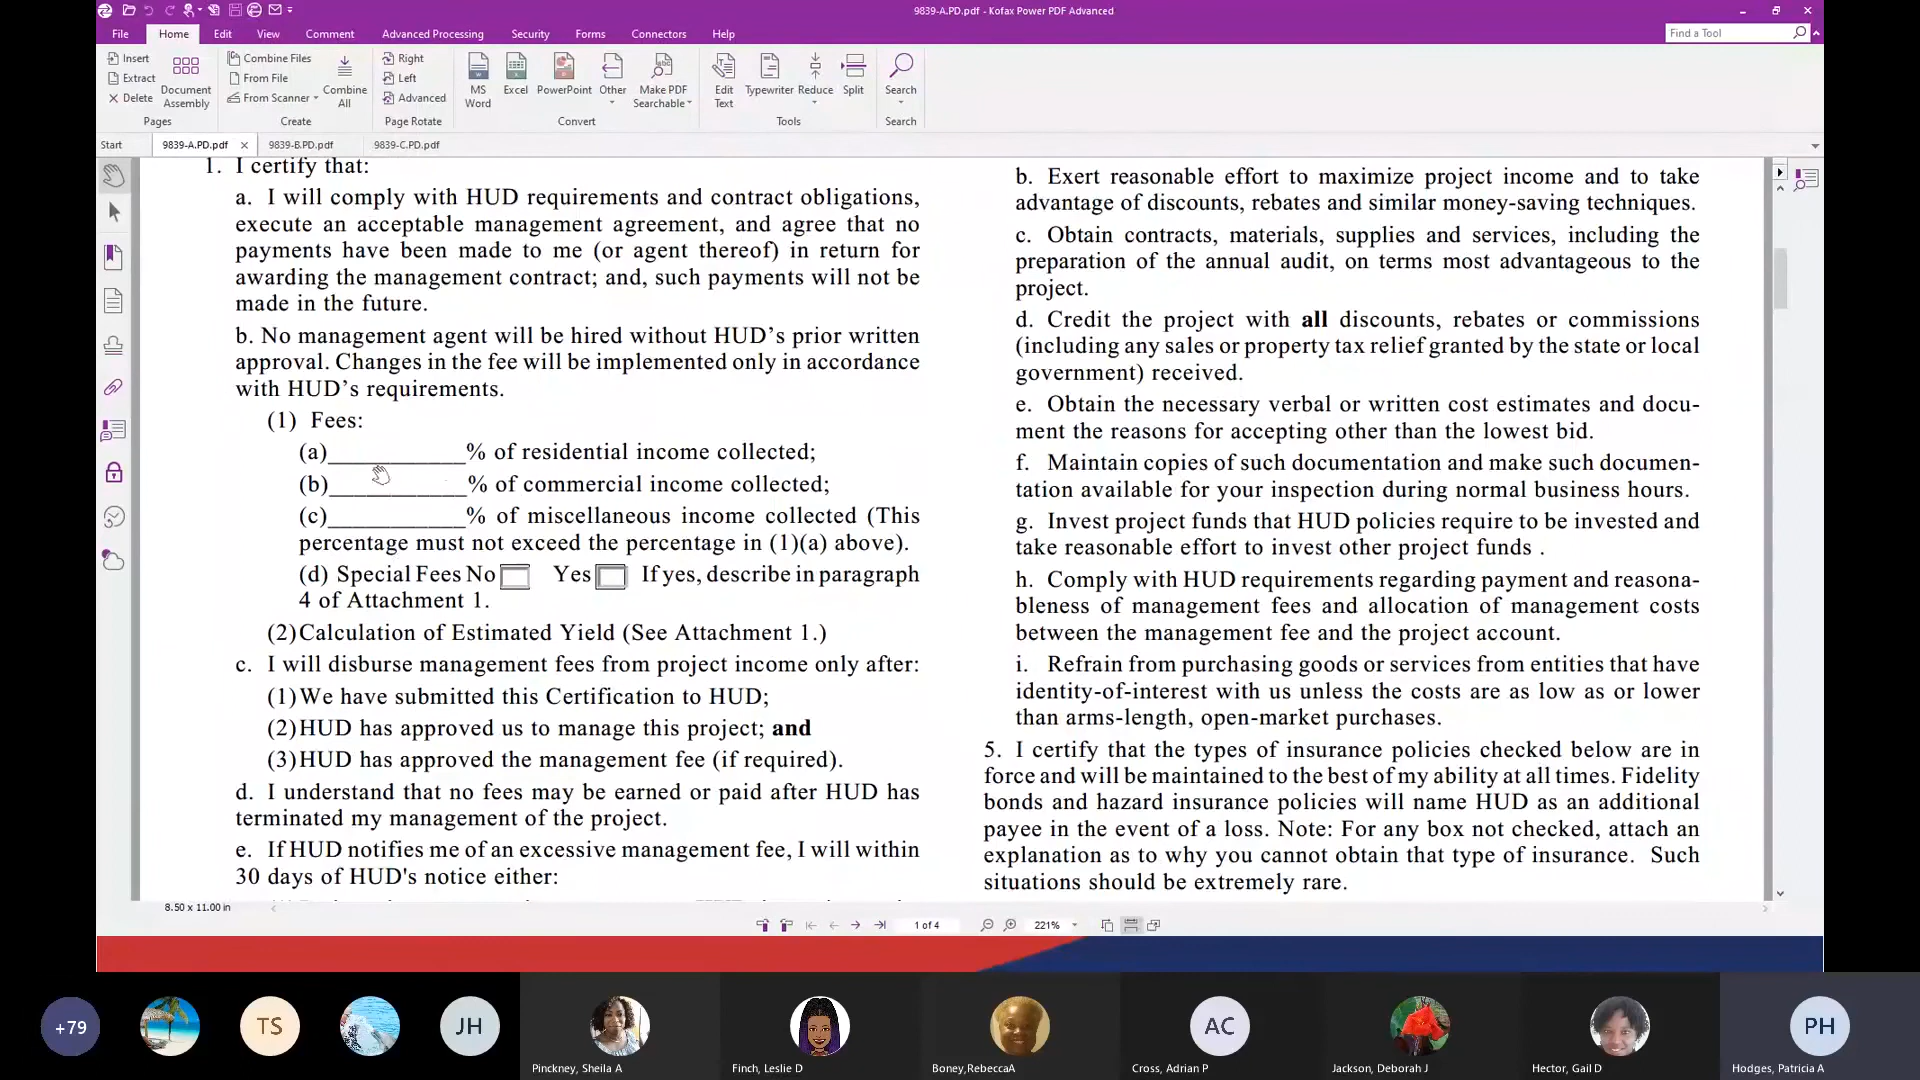 9839-A.PD.pdf - Kofax Power PDF Advanced
File Home Edit View Comment Advanced Processing Security Forms Connectors Help
Find a Tool
Insert
Extract
Delete
Document
Assembly
Pages
Combine Files
From File
From Scanner
Combine
All
Create
Right
Left
Advanced
Page Rotate
MS
Word
Excel
PowerPoint
Other
Make PDF
Searchable
Convert
Edit
Text
Typewriter
Reduce
Split
Tools
Search
Search
Start 9839-A.PD.pdf 9839-B.PD.pdf 9839-C.PD.pdf
1. I certify that:
a. I will comply with HUD requirements and contract obligations,
execute an acceptable management agreement, and agree that no
payments have been made to me (or agent thereof) in return for
awarding the management contract; and, such payments will not be
made in the future.
b. No management agent will be hired without HUD’s prior written
approval. Changes in the fee will be implemented only in accordance
with HUD’s requirements.
(1) Fees:
(a)___________% of residential income collected;
(b)___________% of commercial income collected;
(c)___________% of miscellaneous income collected (This
percentage must not exceed the percentage in (1)(a) above).
(d) Special Fees No Yes If yes, describe in paragraph
4 of Attachment 1.
(2)Calculation of Estimated Yield (See Attachment 1.)
c. I will disburse management fees from project income only after:
(1)We have submitted this Certification to HUD;
(2)HUD has approved us to manage this project; and
(3)HUD has approved the management fee (if required).
d. I understand that no fees may be earned or paid after HUD has
terminated my management of the project.
e. If HUD notifies me of an excessive management fee, I will within
30 days of HUD's notice either:
b. Exert reasonable effort to maximize project income and to take
advantage of discounts, rebates and similar money-saving techniques.
c. Obtain contracts, materials, supplies and services, including the
preparation of the annual audit, on terms most advantageous to the
project.
d. Credit the project with all discounts, rebates or commissions
(including any sales or property tax relief granted by the state or local
government) received.
e. Obtain the necessary verbal or written cost estimates and docu-
ment the reasons for accepting other than the lowest bid.
f. Maintain copies of such documentation and make such documen-
tation available for your inspection during normal business hours.
g. Invest project funds that HUD policies require to be invested and
take reasonable effort to invest other project funds .
h. Comply with HUD requirements regarding payment and reasona-
bleness of management fees and allocation of management costs
between the management fee and the project account.
i. Refrain from purchasing goods or services from entities that have
identity-of-interest with us unless the costs are as low as or lower
than arms-length, open-market purchases.
5. I certify that the types of insurance policies checked below are in
force and will be maintained to the best of my ability at all times. Fidelity
bonds and hazard insurance policies will name HUD as an additional
payee in the event of a loss. Note: For any box not checked, attach an
explanation as to why you cannot obtain that type of insurance. Such
situations should be extremely rare.
8.50 x 11.00 in
1 of 4
221%
+79
TS
JH
AC
PH
Pinckney, Sheila A
Finch, Leslie D
Boney,RebeccaA
Cross, Adrian P
Jackson, Deborah J
Hector, Gail D
Hodges, Patricia A